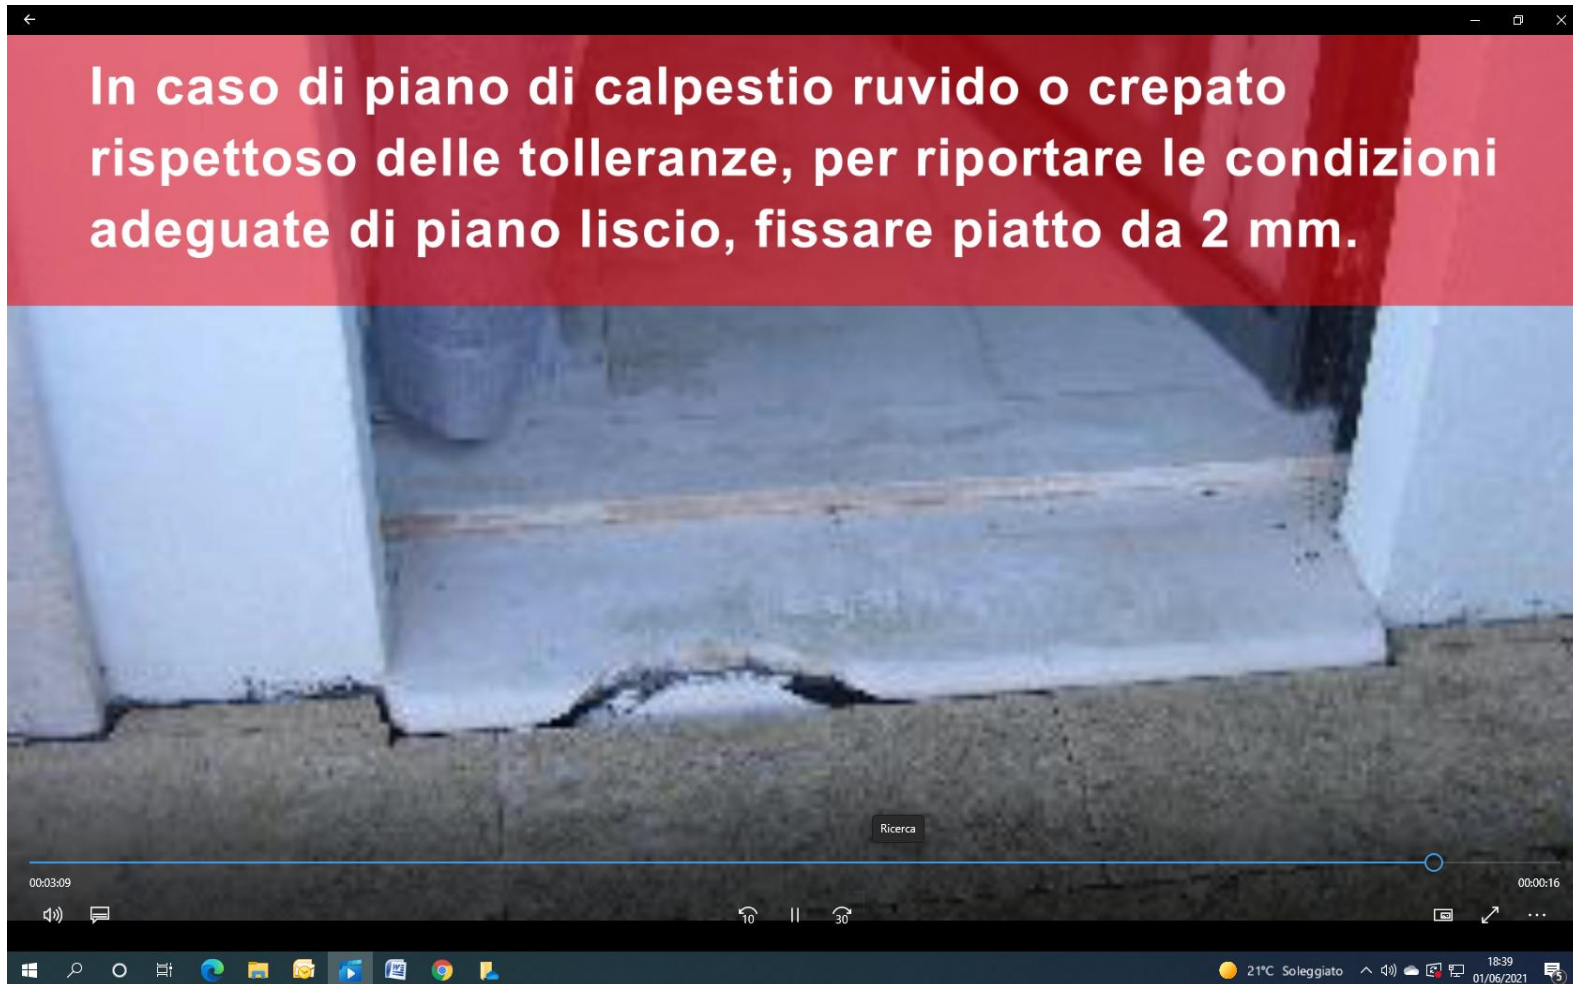 In caso di piano di calpestio ruvido o crepato
rispettoso delle tolleranze, per riportare le condizioni
adeguate di piano liscio, fissare piatto da 2 mm.
Ricerca
00:03:09
00:00:16
10
30
21°C Soleggiato
18:39
01/06/2021
5